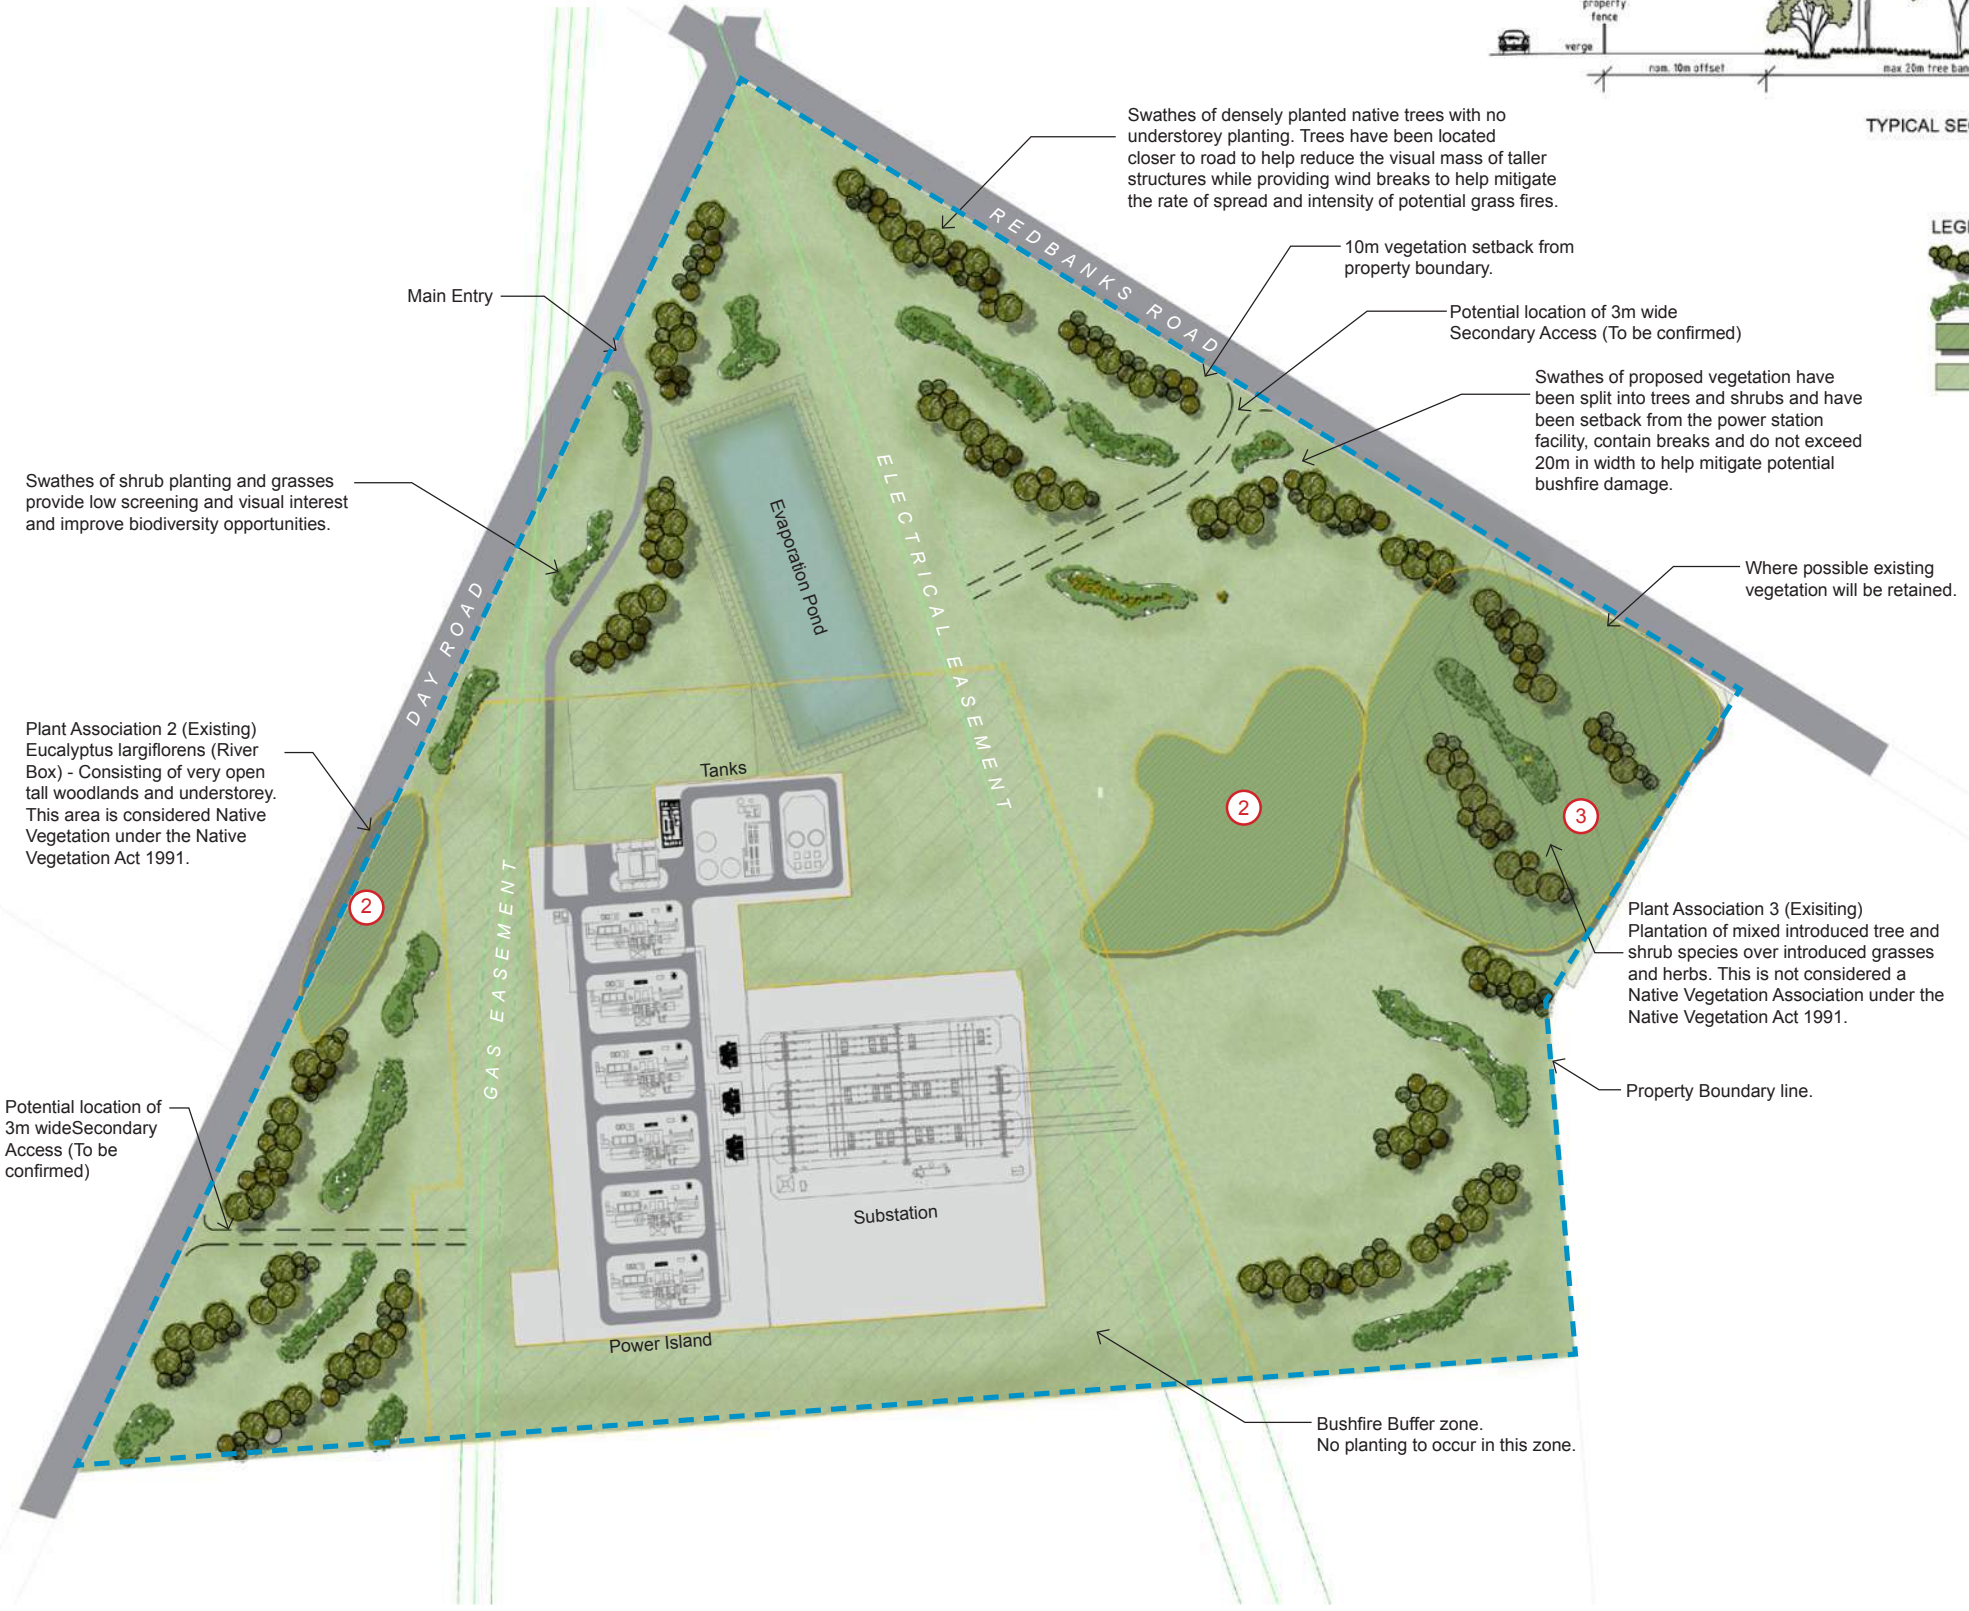 property
fence
verge
nom. 10m offset
max 20m tree ban
TYPICAL SE
Swathes of densely planted native trees with no
understorey planting. Trees have been located
closer to road to help reduce the visual mass of taller
structures while providing wind breaks to help mitigate
the rate of spread and intensity of potential grass fires.
LEG
REDBANKS ROAD
10m vegetation setback from
property boundary.
Main Entry
Potential location of 3m wide
Secondary Access (To be confirmed)
Swathes of proposed vegetation have
been split into trees and shrubs and have
been setback from the power station
facility, contain breaks and do not exceed
20m in width to help mitigate potential
bushfire damage.
Swathes of shrub planting and grasses
provide low screening and visual interest
and improve biodiversity opportunities.
Evaporation Pond
ELECTRICAL EASEMENT
Where possible existing
vegetation will be retained.
DAY ROAD
Plant Association 2 (Existing)
Eucalyptus largiflorens (River
Box) - Consisting of very open
tall woodlands and understorey.
This area is considered Native
Vegetation under the Native
Vegetation Act 1991.
Tanks
2
3
2
GAS EASEMENT
Plant Association 3 (Exisiting)
Plantation of mixed introduced tree and
shrub species over introduced grasses
and herbs. This is not considered a
Native Vegetation Association under the
Native Vegetation Act 1991.
Property Boundary line.
Potential location of
3m wideSecondary
Access (To be
confirmed)
Substation
Power Island
Bushfire Buffer zone.
No planting to occur in this zone.